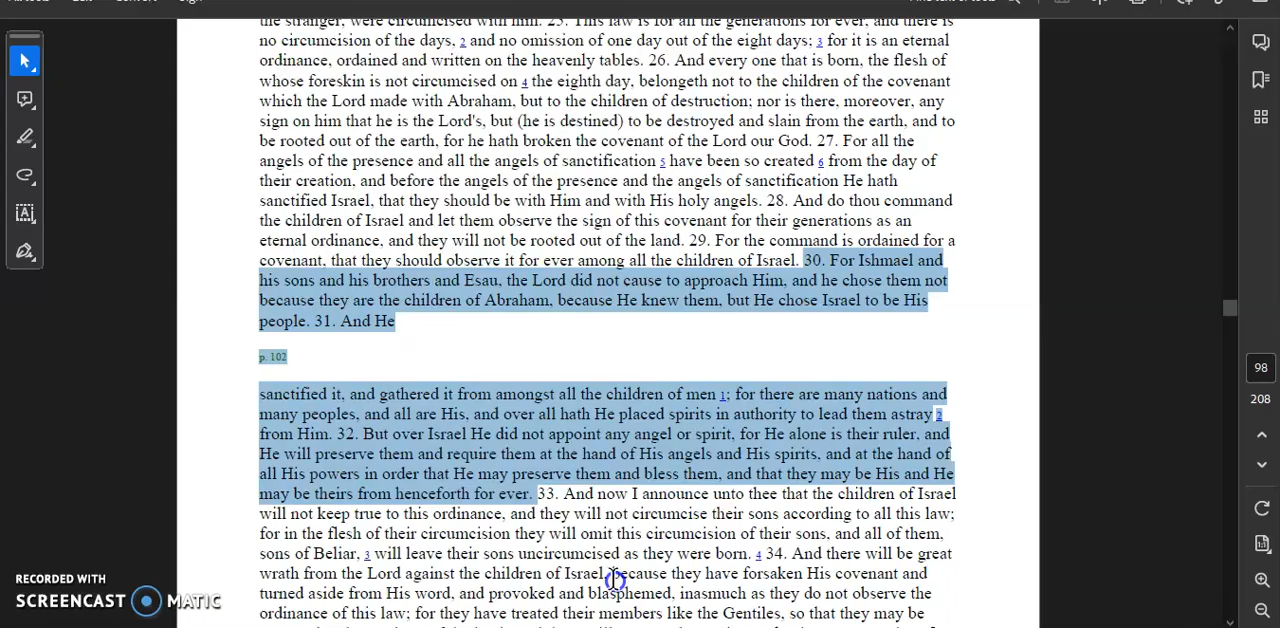 the stranger, were circumcised with him. 25. This law is for all the generations for ever, and there is
no circumcision of the days, 2 and no omission of one day out of the eight days; 3 for it is an eternal
ordinance, ordained and written on the heavenly tables. 26. And every one that is born, the flesh of
whose foreskin is not circumcised on 4 the eighth day, belongeth not to the children of the covenant
which the Lord made with Abraham, but to the children of destruction; nor is there, moreover, any
sign on him that he is the Lord's, but (he is destined) to be destroyed and slain from the earth, and to
be rooted out of the earth, for he hath broken the covenant of the Lord our God. 27. For all the
angels of the presence and all the angels of sanctification 5 have been so created 6 from the day of
their creation, and before the angels of the presence and the angels of sanctification He hath
sanctified Israel, that they should be with Him and with His holy angels. 28. And do thou command
the children of Israel and let them observe the sign of this covenant for their generations as an
eternal ordinance, and they will not be rooted out of the land. 29. For the command is ordained for a
covenant, that they should observe it for ever among all the children of Israel. 30. For Ishmael and
his sons and his brothers and Esau, the Lord did not cause to approach Him, and he chose them not
because they are the children of Abraham, because He knew them, but He chose Israel to be His
people. 31. And He
p. 102
sanctified it, and gathered it from amongst all the children of men 1; for there are many nations and
many peoples, and all are His, and over all hath He placed spirits in authority to lead them astray 2
from Him. 32. But over Israel He did not appoint any angel or spirit, for He alone is their ruler, and
He will preserve them and require them at the hand of His angels and His spirits, and at the hand of
all His powers in order that He may preserve them and bless them, and that they may be His and He
may be theirs from henceforth for ever. 33. And now I announce unto thee that the children of Israel
will not keep true to this ordinance, and they will not circumcise their sons according to all this law;
for in the flesh of their circumcision they will omit this circumcision of their sons, and all of them,
sons of Beliar, 3 will leave their sons uncircumcised as they were born. 4 34. And there will be great
wrath from the Lord against the children of Israel, because they have forsaken His covenant and
turned aside from His word, and provoked and blasphemed, inasmuch as they do not observe the
ordinance of this law; for they have treated their members like the Gentiles, so that they may be
98
208
RECORDED WITH
SCREENCAST MATIC